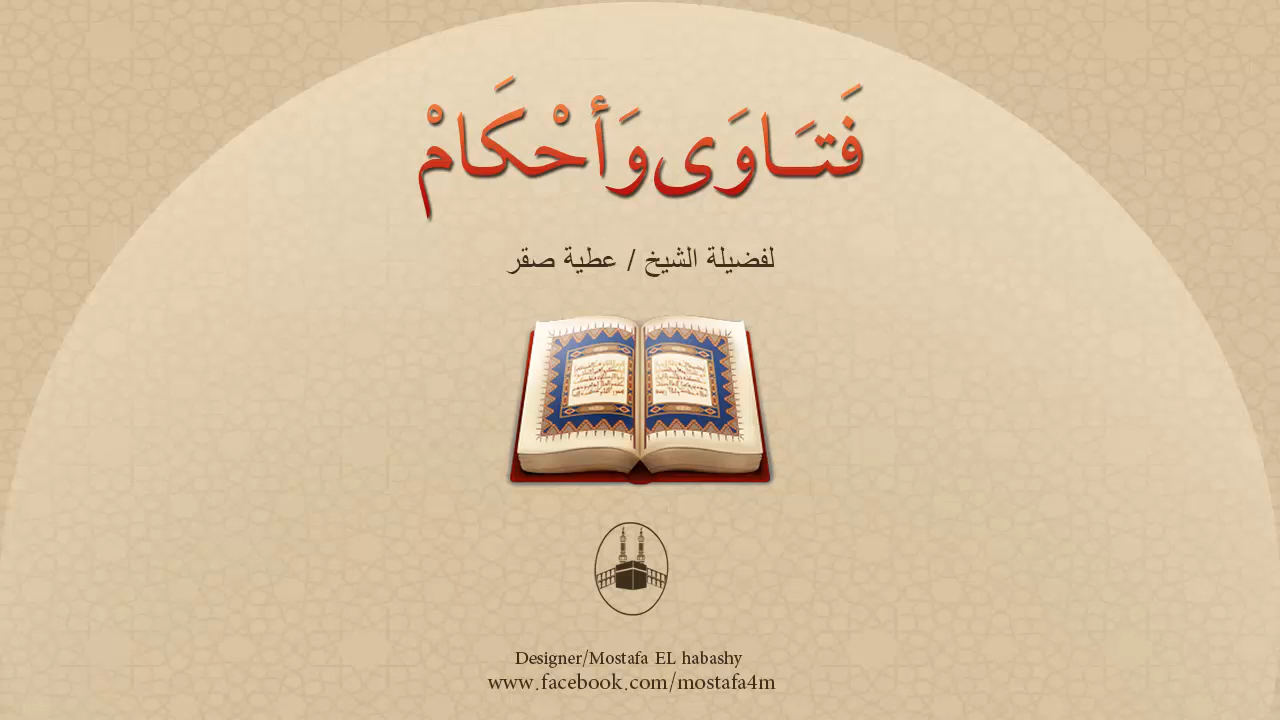 فَتَـاوَى وَأَحْكَامْ
لفضيلة الشيخ / عطية صقر
Designer/Mostafa EL habashy
www.facebook.com/mostafa4m